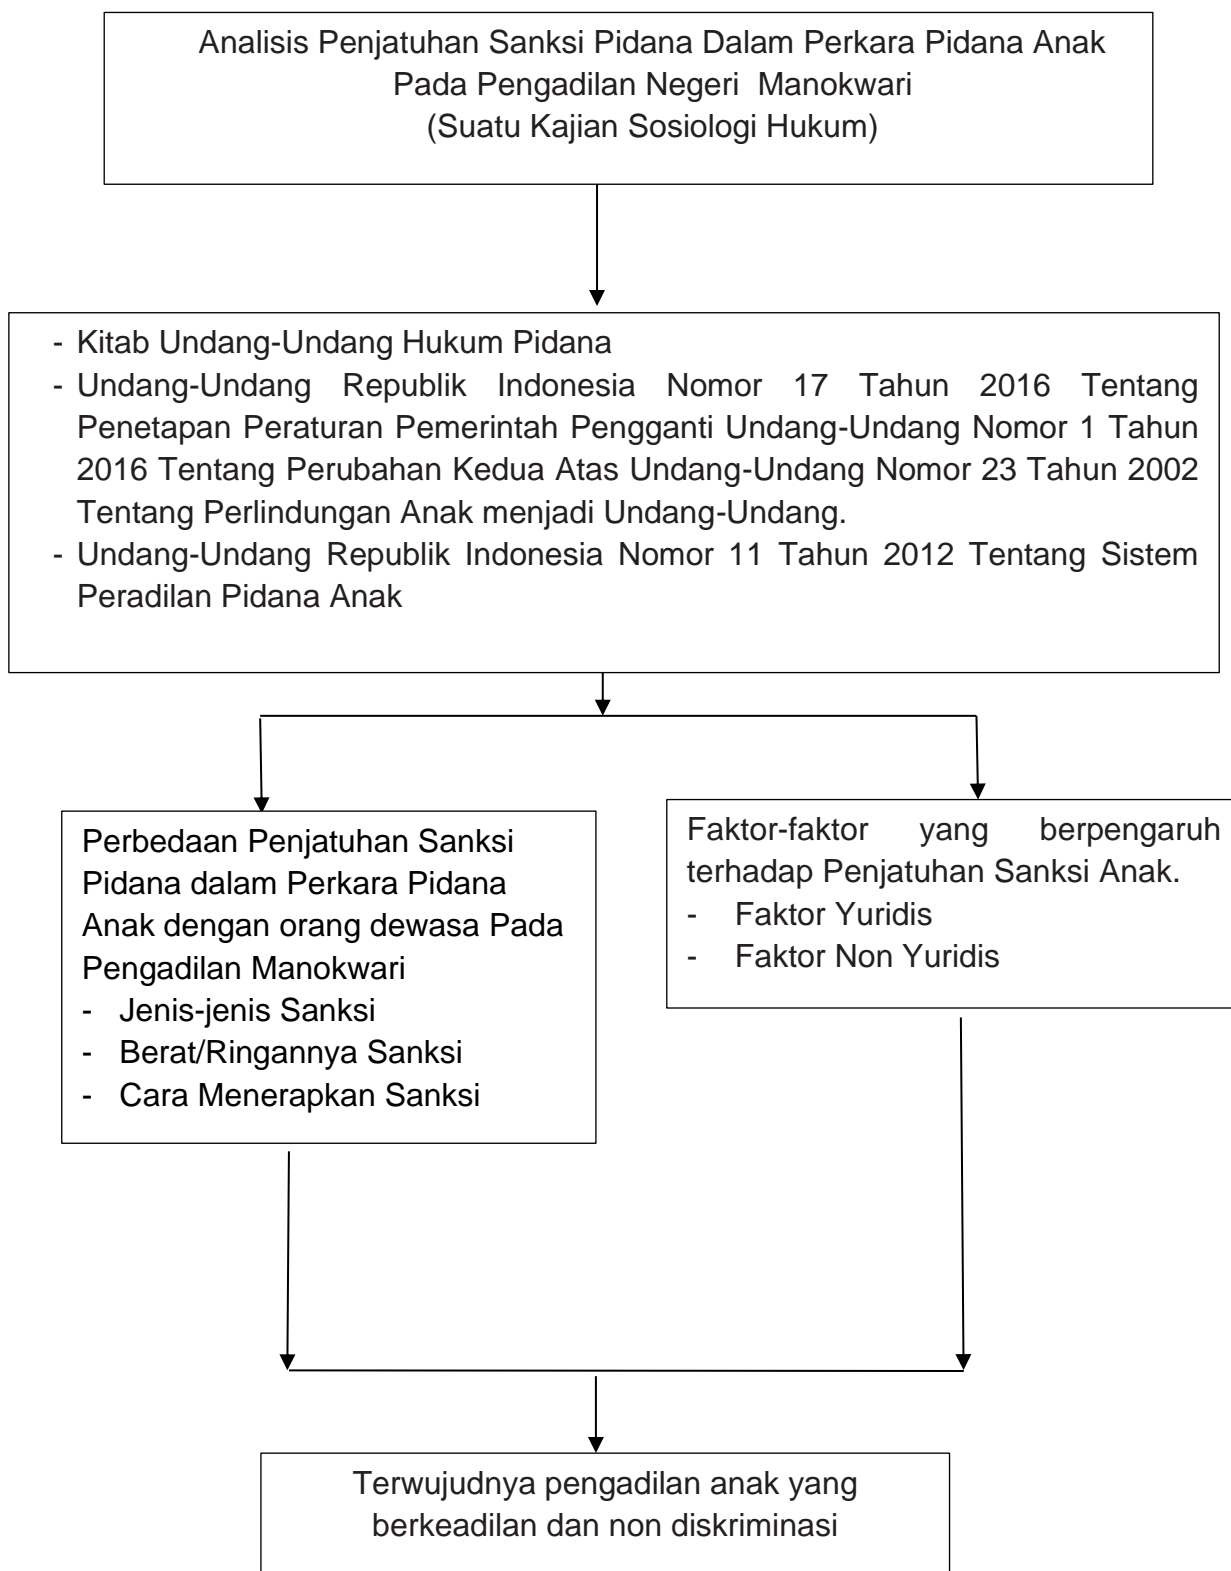 Analisis Penjatuhan Sanksi Pidana Dalam Perkara Pidana Anak
Pada Pengadilan Negeri Manokwari
(Suatu Kajian Sosiologi Hukum)
- Kitab Undang-Undang Hukum Pidana
- Undang-Undang Republik Indonesia Nomor 17 Tahun 2016 Tentang
Penetapan Peraturan Pemerintah Pengganti Undang-Undang Nomor 1 Tahun
2016 Tentang Perubahan Kedua Atas Undang-Undang Nomor 23 Tahun 2002
Tentang Perlindungan Anak menjadi Undang-Undang.
- Undang-Undang Republik Indonesia Nomor 11 Tahun 2012 Tentang Sistem
Peradilan Pidana Anak
Perbedaan Penjatuhan Sanksi
Pidana dalam Perkara Pidana
Anak dengan orang dewasa Pada
Pengadilan Manokwari
- Jenis-jenis Sanksi
- Berat/Ringannya Sanksi
- Cara Menerapkan Sanksi
Faktor-faktor yang berpengaruh
terhadap Penjatuhan Sanksi Anak.
- Faktor Yuridis
- Faktor Non Yuridis
Terwujudnya pengadilan anak yang
berkeadilan dan non diskriminasi